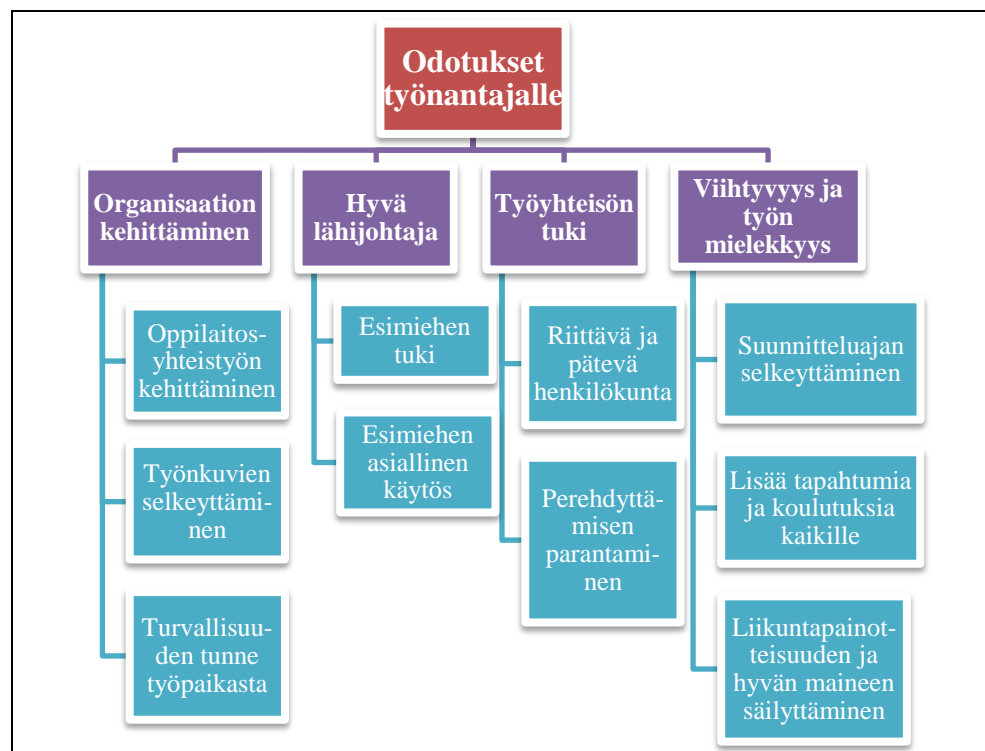 Odotukset
työnantajalle
Organisaation
kehittäminen
Oppilaitos-
yhteistyön
kehittäminen
Työnkuvien
selkeyttämi-
nen
Turvallisuu-
den tunne
työpaikasta
Hyvä
lähijohtaja
Esimiehen
tuki
Esimiehen
asiallinen
käytös
Työyhteisön
tuki
Riittävä ja
pätevä
henkilökunta
Perehdyttä-
misen
parantami-
nen
Viihtyvyys ja
työn
mielekkyys
Suunnitteluajan
selkeyttäminen
Lisää tapahtumia
ja koulutuksia
kaikille
Liikuntapainot-
teisuuden ja
hyvän maineen
säilyttäminen